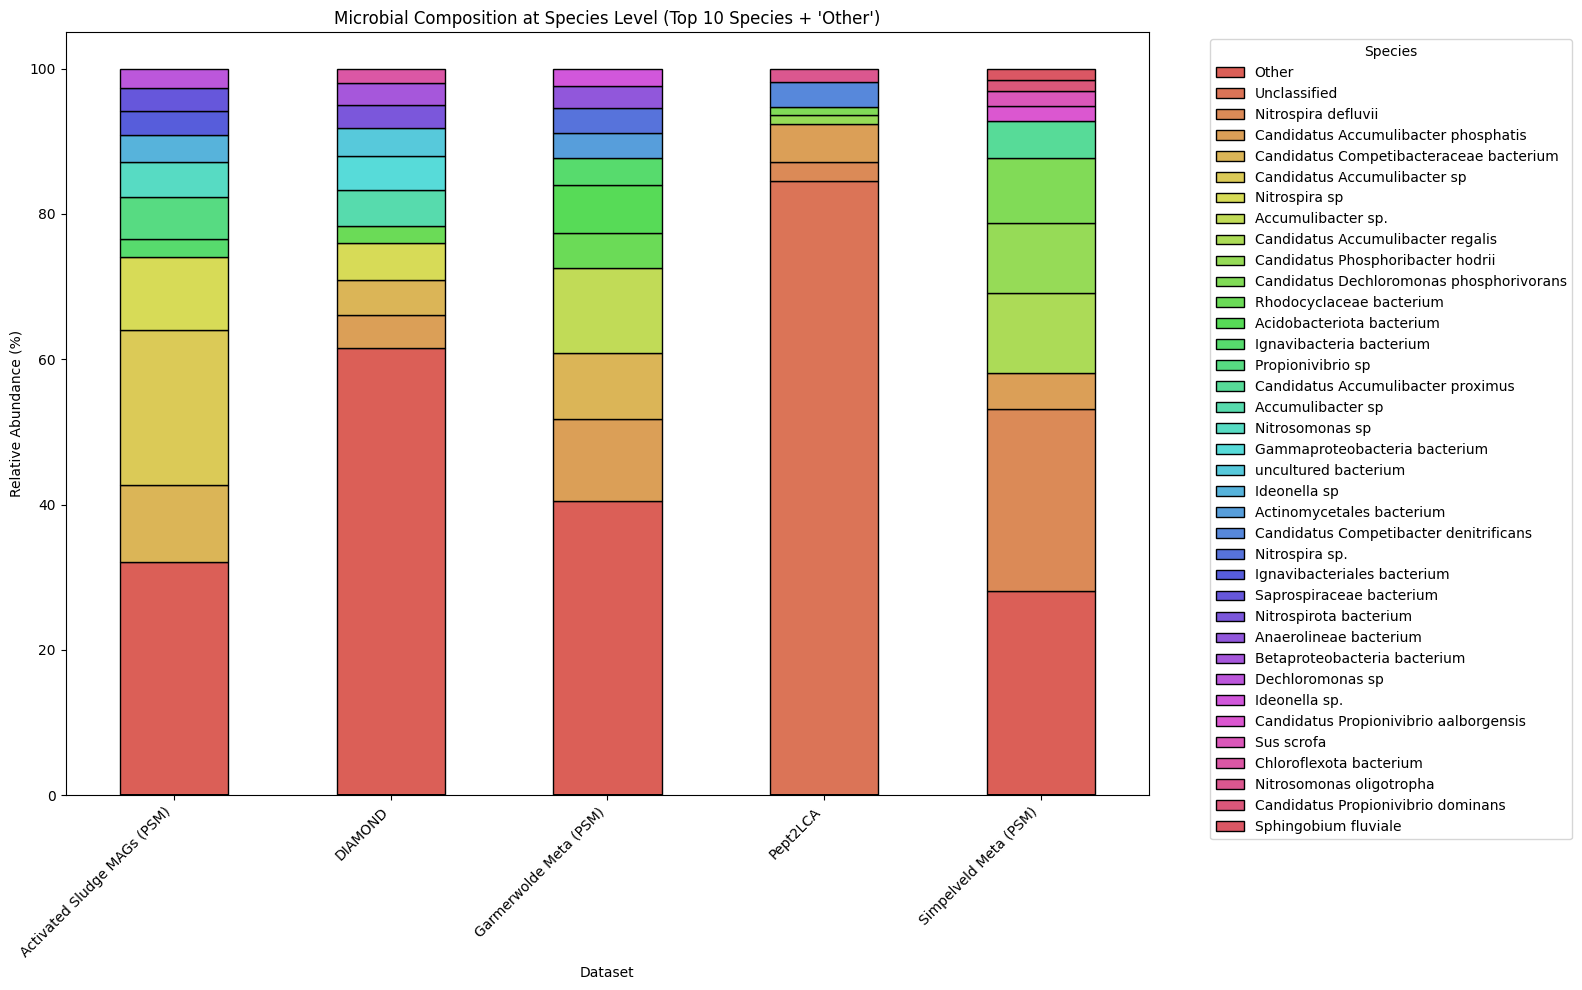 Microbial Composition at Species Level (Top 10 Species + 'Other')
Relative Abundance (%)
100
80
60
40
20
0
Activated Sludge MAGs (PSM)
DIAMOND
Garmerwolde Meta (PSM)
Pept2LCA
Simpelveld Meta (PSM)
Dataset
Species
Other
Unclassified
Nitrospira defluvii
Candidatus Accumulibacter phosphatis
Candidatus Competibacteraceae bacterium
Candidatus Accumulibacter sp
Nitrospira sp
Accumulibacter sp.
Candidatus Accumulibacter regalis
Candidatus Phosphoribacter hodrii
Candidatus Dechloromonas phosphorivorans
Rhodocyclaceae bacterium
Acidobacteriota bacterium
Ignavibacteria bacterium
Propionivibrio sp
Candidatus Accumulibacter proximus
Accumulibacter sp
Nitrosomonas sp
Gammaproteobacteria bacterium
uncultured bacterium
Ideonella sp
Actinomycetales bacterium
Candidatus Competibacter denitrificans
Nitrospira sp.
Ignavibacteriales bacterium
Saprospiraceae bacterium
Nitrospirota bacterium
Anaerolineae bacterium
Betaproteobacteria bacterium
Dechloromonas sp
Ideonella sp.
Candidatus Propionivibrio aalborgensis
Sus scrofa
Chloroflexota bacterium
Nitrosomonas oligotropha
Candidatus Propionivibrio dominans
Sphingobium fluviale